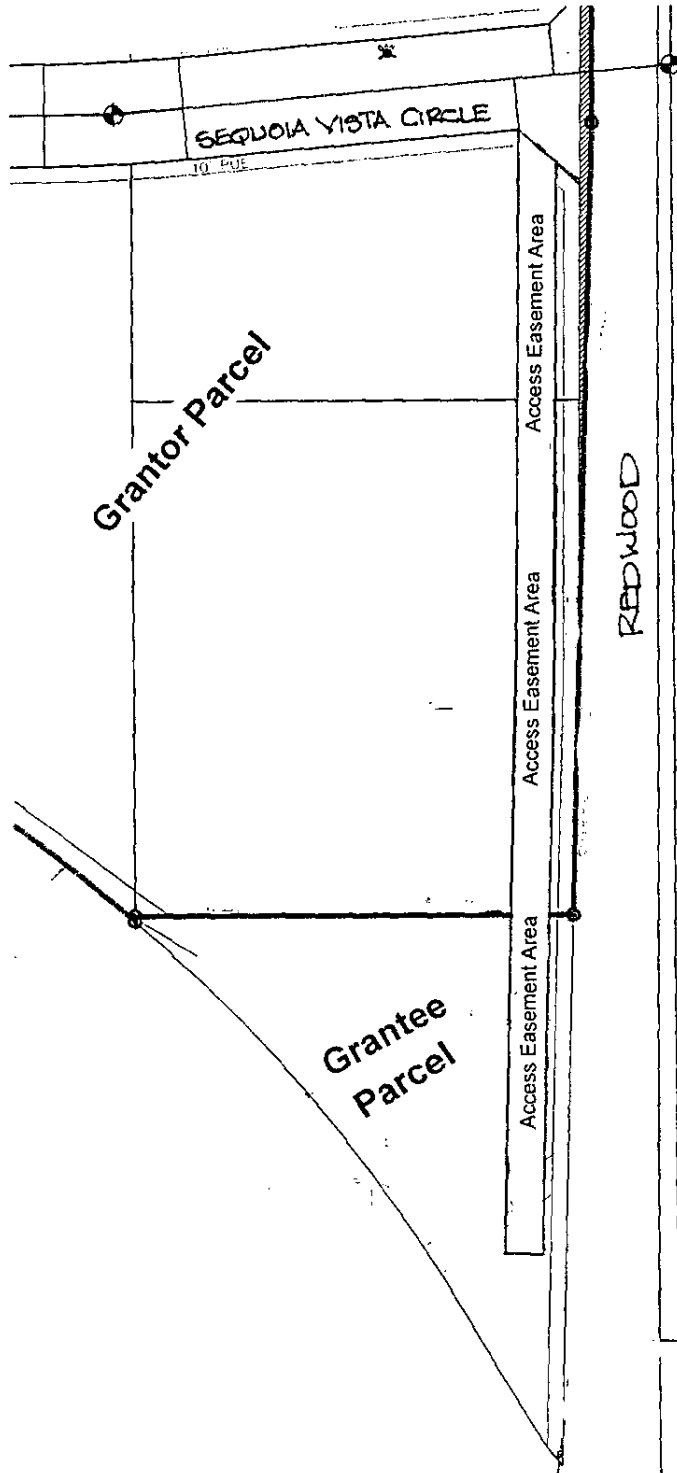 SEQUOIA VISTA CIRCLE
10' PUE
Access Easement Area
Grantor Parcel
REDWOOD
Access Easement Area
Access Easement Area
Grantee
Parcel